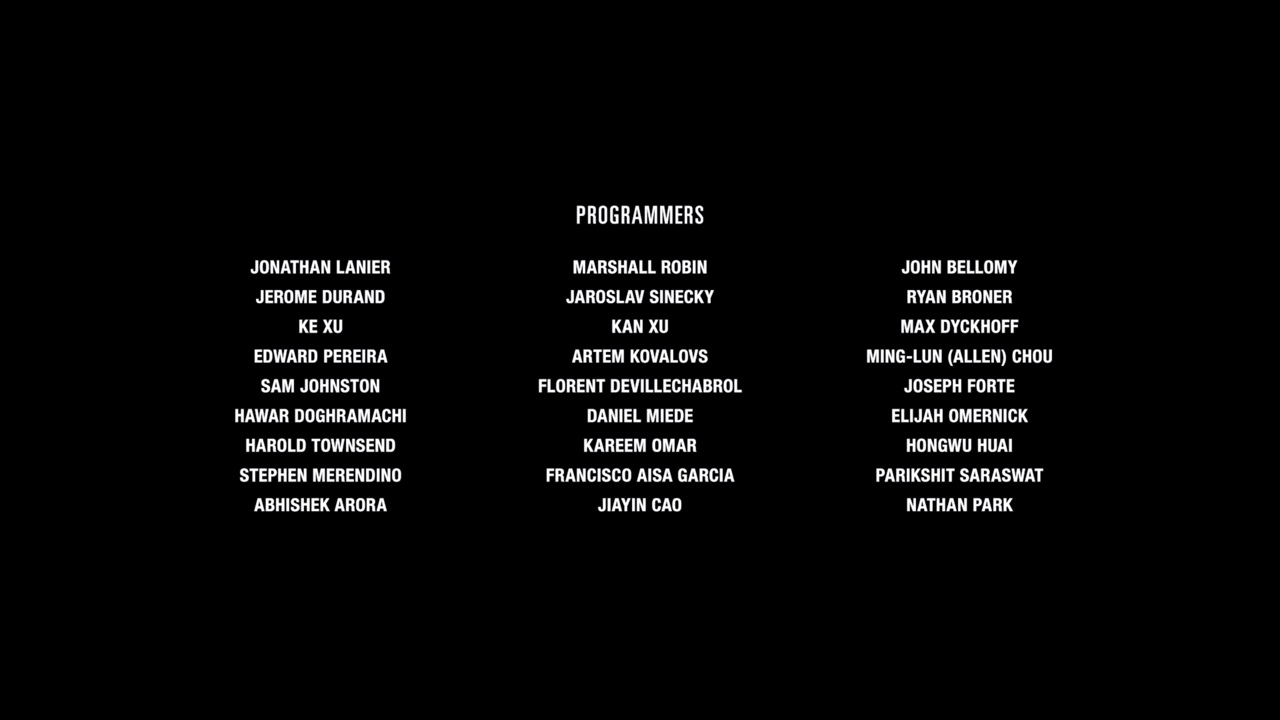 PROGRAMMERS
JONATHAN LANIER MARSHALL ROBIN JOHN BELLOMY
JEROME DURAND JAROSLAV SINECKY RYAN BRONER
KE XU KAN XU MAX DYCKHOFF
EDWARD PEREIRA ARTEM KOVALOVS MING-LUN (ALLEN) CHOU
SAM JOHNSTON FLORENT DEVILLECHABROL JOSEPH FORTE
HAWAR DOGHRAMACHI DANIEL MIEDE ELIJAH OMERNICK
HAROLD TOWNSEND KAREEM OMAR HONGWU HUAI
STEPHEN MERENDINO FRANCISCO AISA GARCIA PARIKSHIT SARASWAT
ABHISHEK ARORA JIAYIN CAO NATHAN PARK